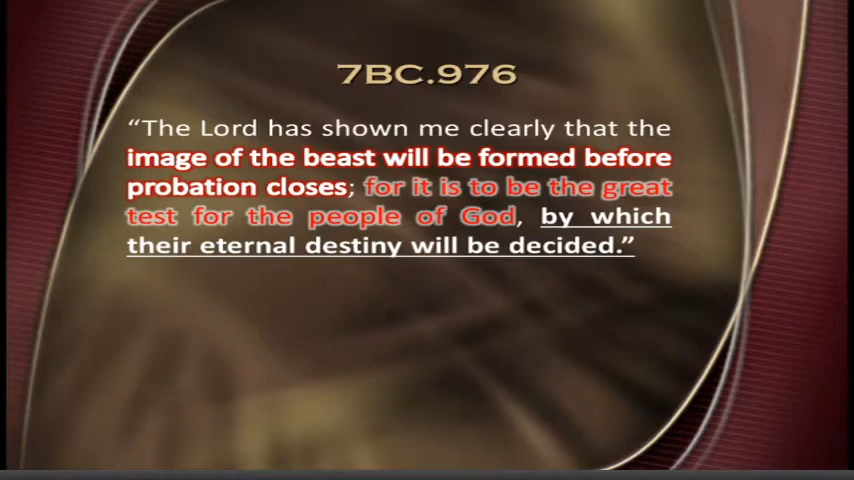 7BC.976
“The Lord has shown me clearly that the
image of the beast will be formed before
probation closes; for it is to be the great
test for the people of God, by which
their eternal destiny will be decided.”